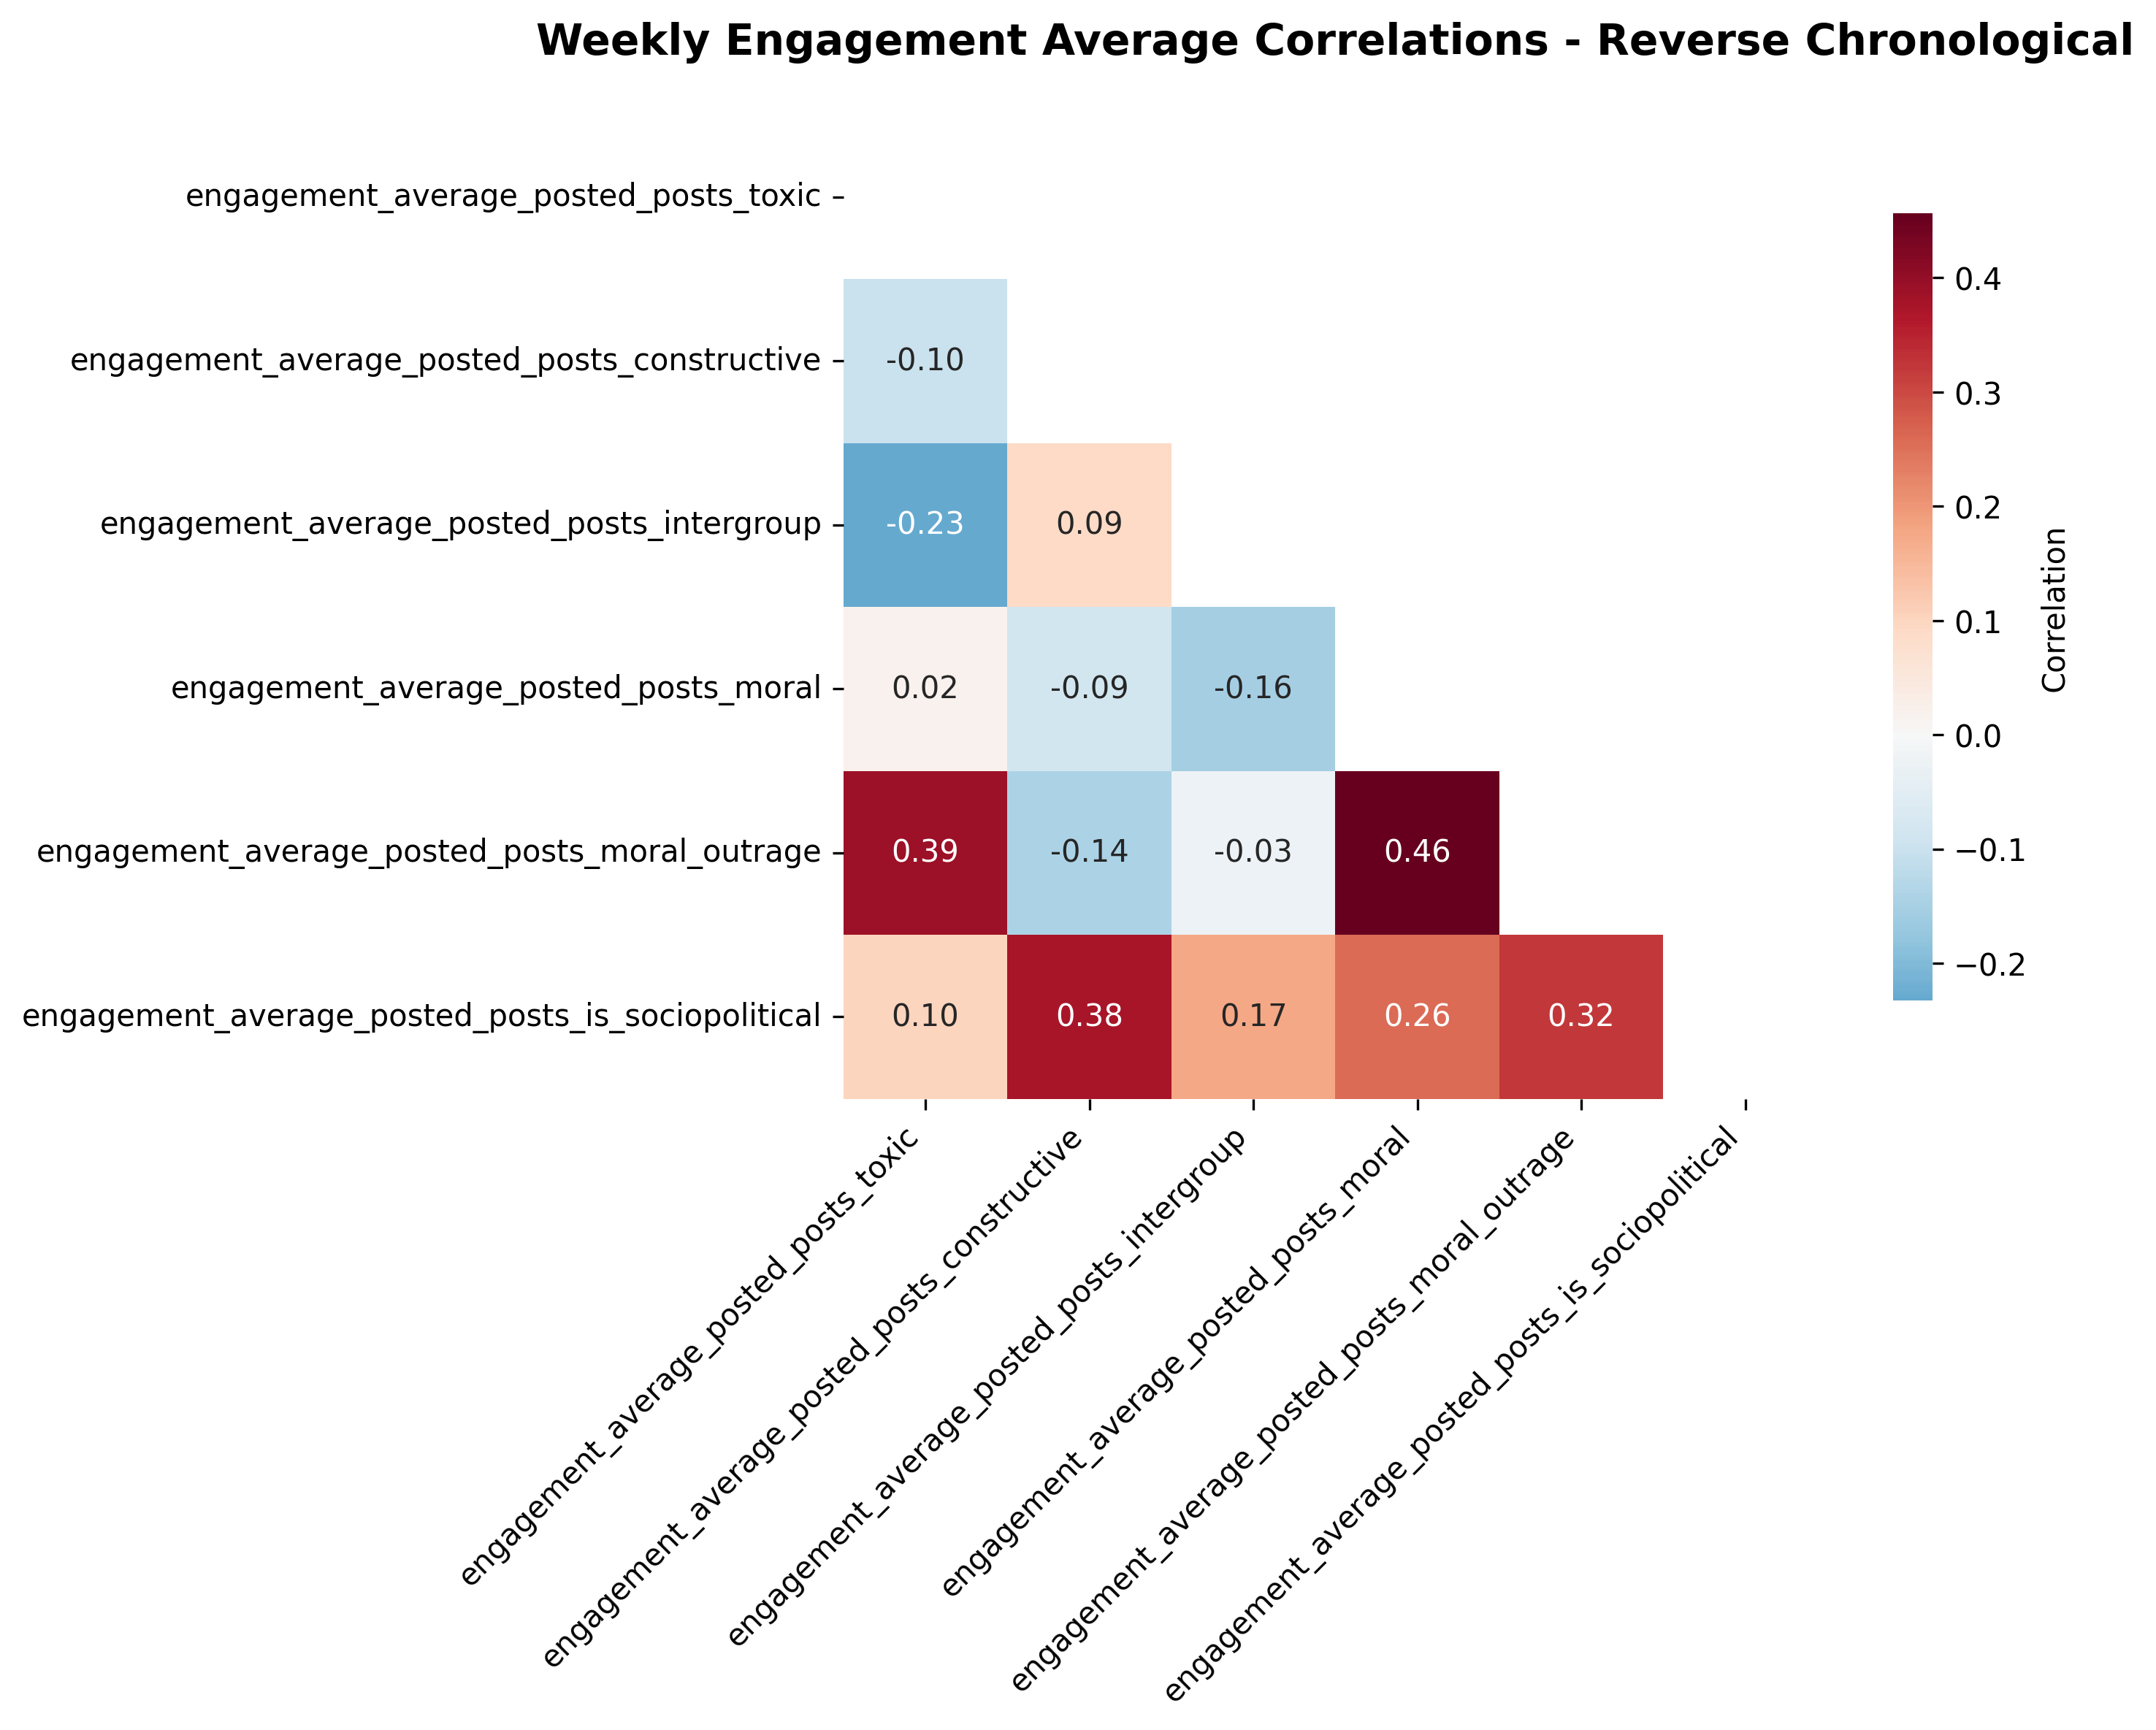 Weekly Engagement Average Correlations - Reverse Chronological
engagement_average_posted_posts_toxic
engagement_average_posted_posts_constructive
-0.10
engagement_average_posted_posts_intergroup
-0.23
0.09
engagement_average_posted_posts_moral
0.02
-0.09
-0.16
engagement_average_posted_posts_moral_outrage
0.39
-0.14
-0.03
0.46
engagement_average_posted_posts_is_sociopolitical
0.10
0.38
0.17
0.26
0.32
engagement_average_posted_posts_toxic
engagement_average_posted_posts_constructive
engagement_average_posted_posts_intergroup
engagement_average_posted_posts_moral
engagement_average_posted_posts_moral_outrage
engagement_average_posted_posts_is_sociopolitical
0.4
0.3
0.2
0.1
0.0
−0.1
−0.2
Correlation